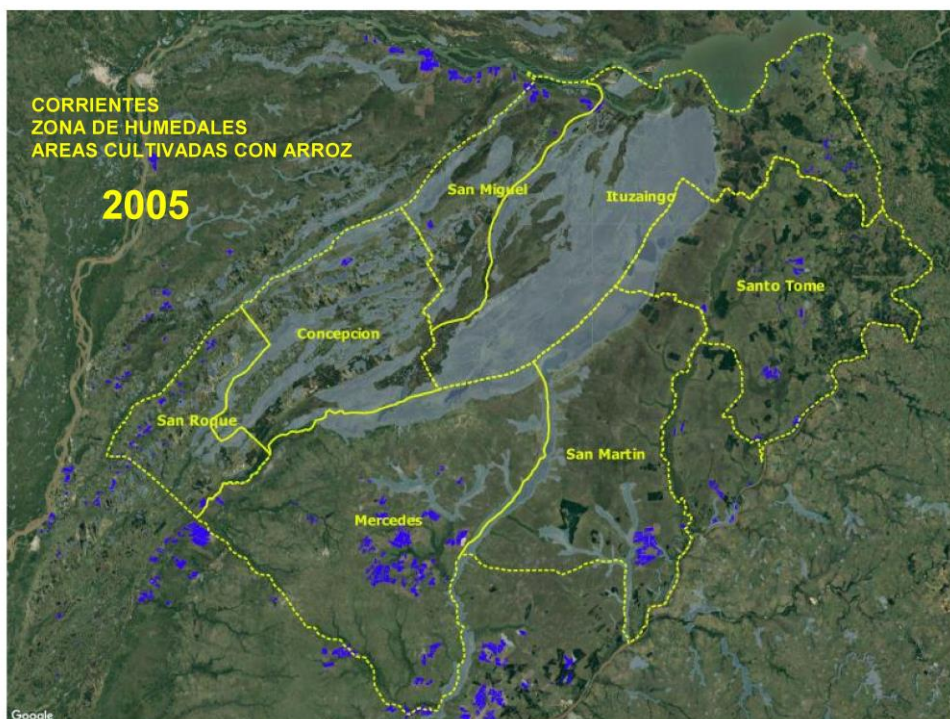 CORRIENTES
ZONA DE HUMEDALES
AREAS CULTIVADAS CON ARROZ
2005
San Miguel
Ituzaingo
Santo Tome
Concepcion
San Roque
San Martin
Mercedes
Google